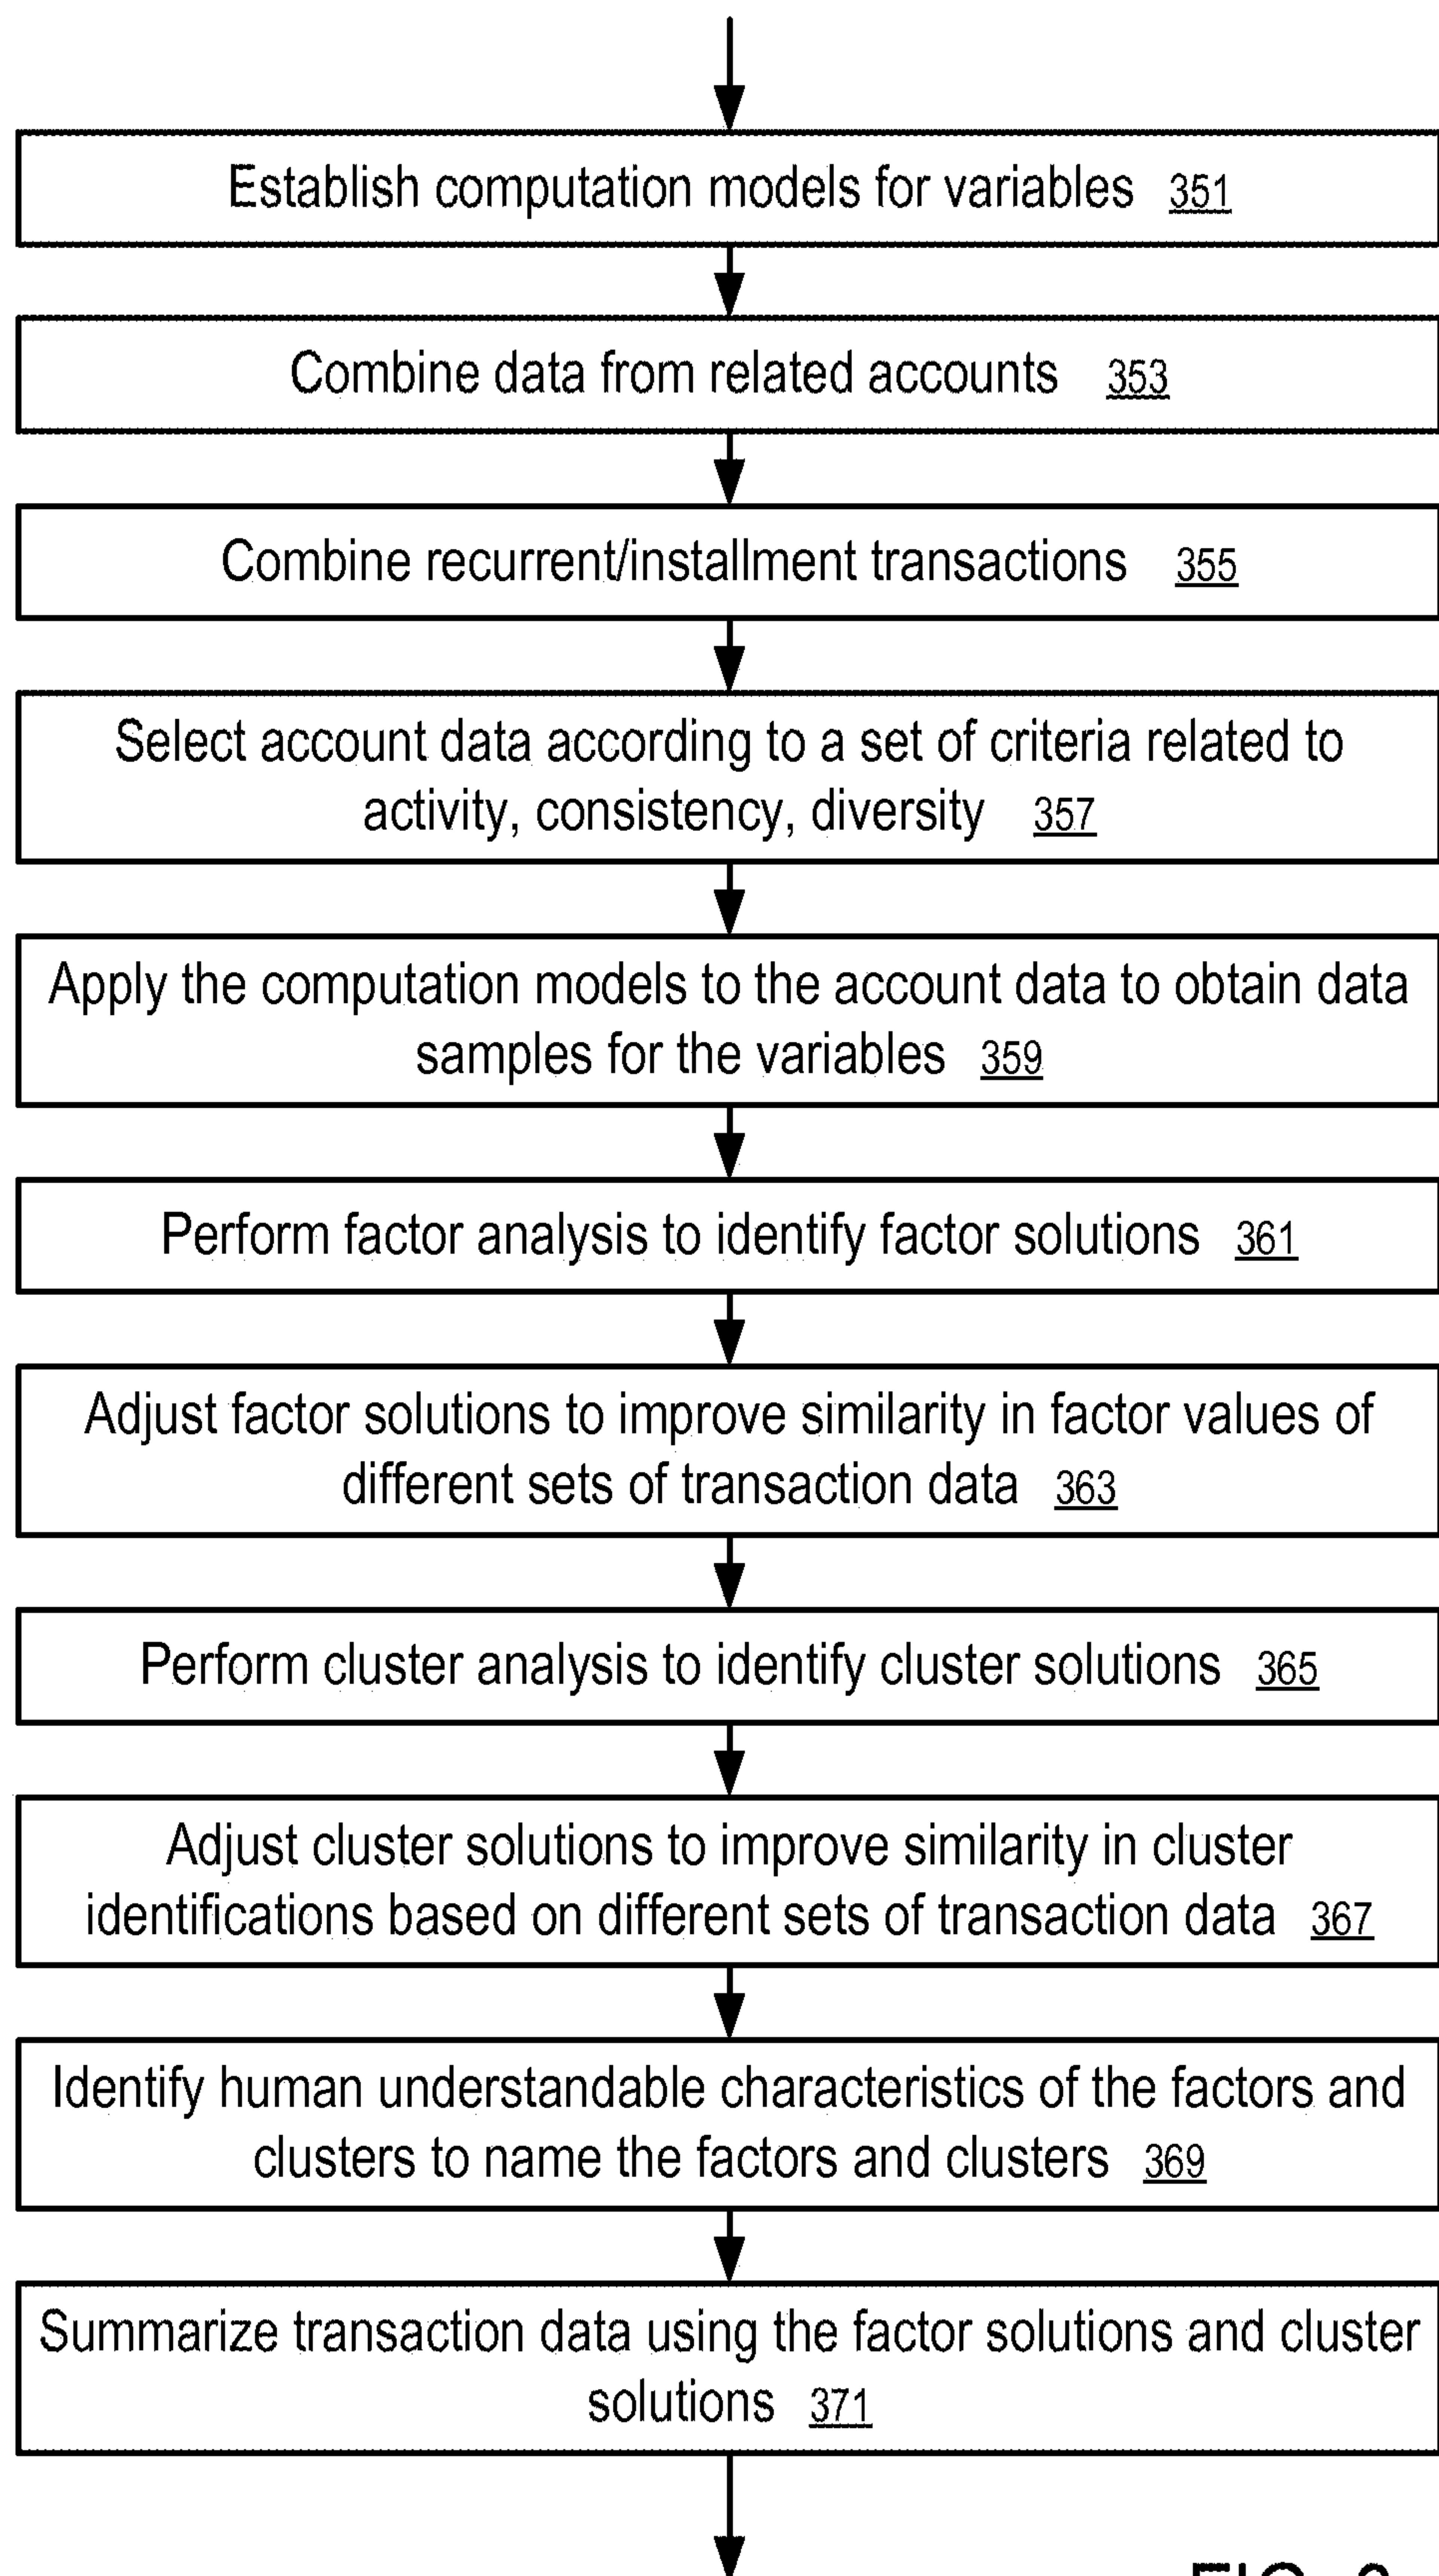 Establish computation models for variables 351
Combine data from related accounts 353
Combine recurrent/installment transactions 355
Select account data according to a set of criteria related to
activity, consistency, diversity 357
Apply the computation models to the account data to obtain data
samples for the variables 359
Perform factor analysis to identify factor solutions 361
Adjust factor solutions to improve similarity in factor values of
different sets of transaction data 363
Perform cluster analysis to identify cluster solutions 365
Adjust cluster solutions to improve similarity in cluster
identifications based on different sets of transaction data 367
Identify human understandable characteristics of the factors and
clusters to name the factors and clusters 369
Summarize transaction data using the factor solutions and cluster
solutions 371
FIG.